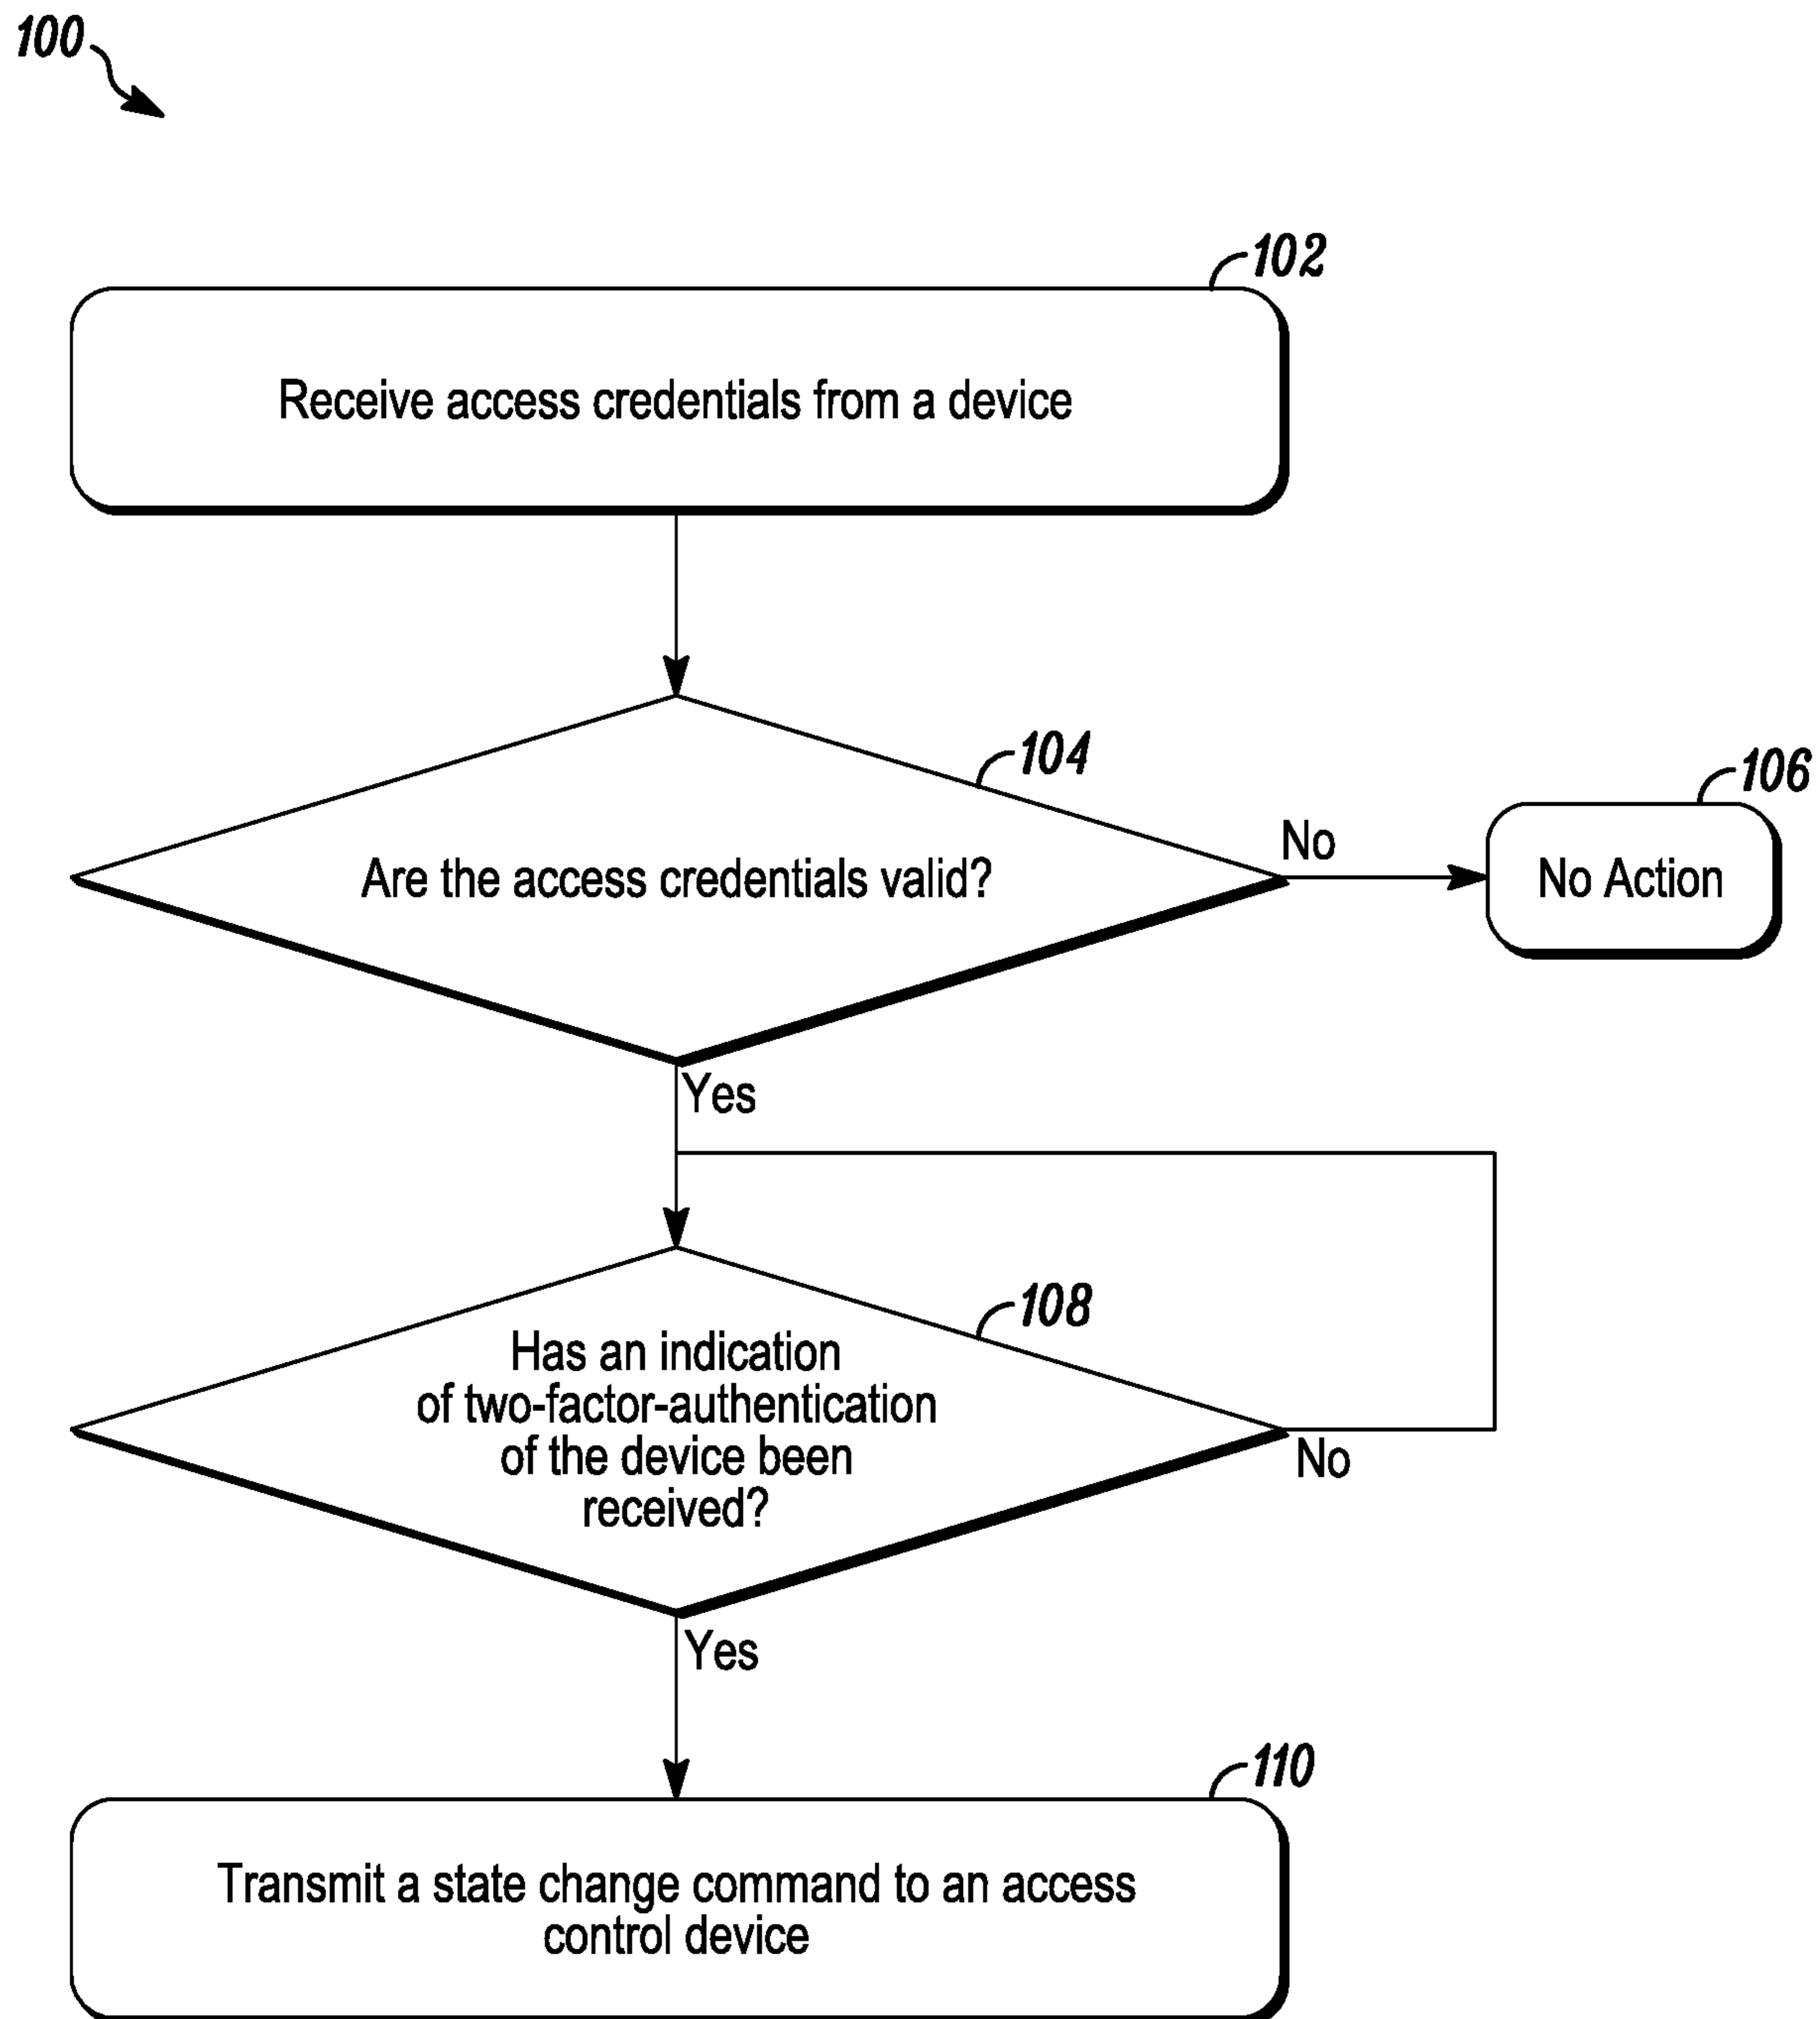 100
102
Receive access credentials from a device
104
106
Are the access credentials valid?
No
No Action
Yes
108
Has an indication
of two-factor-authentication
of the device been
received?
No
Yes
110
Transmit a state change command to an access
control device